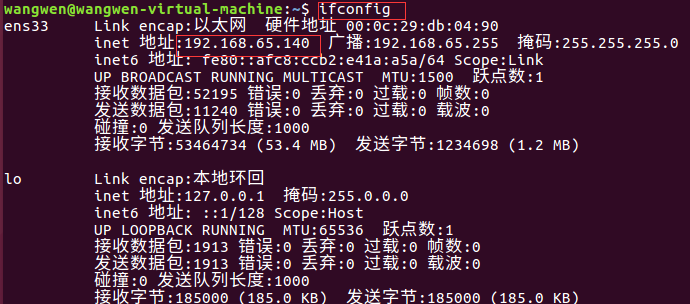 wangwen@wangwen-virtual-machine:~$ ifconfig
ens33 Link encap:以太网 硬件地址 00:0c:29:db:04:90
inet 地址:192.168.65.140 广播:192.168.65.255 掩码:255.255.255.0
inet6 地址: fe80::afc8:ccb2:e41a:a5a/64 Scope:Link
UP BROADCAST RUNNING MULTICAST MTU:1500 跃点数:1
接收数据包:52195 错误:0 丢弃:0 过载:0 帧数:0
发送数据包:11240 错误:0 丢弃:0 过载:0 载波:0
碰撞:0 发送队列长度:1000
接收字节:53464734 (53.4 MB) 发送字节:1234698 (1.2 MB)
lo Link encap:本地环回
inet 地址:127.0.0.1 掩码:255.0.0.0
inet6 地址: ::1/128 Scope:Host
UP LOOPBACK RUNNING MTU:65536 跃点数:1
接收数据包:1913 错误:0 丢弃:0 过载:0 帧数:0
发送数据包:1913 错误:0 丢弃:0 过载:0 载波:0
碰撞:0 发送队列长度:1000
接收字节:185000 (185.0 KB) 发送字节:185000 (185.0 KB)